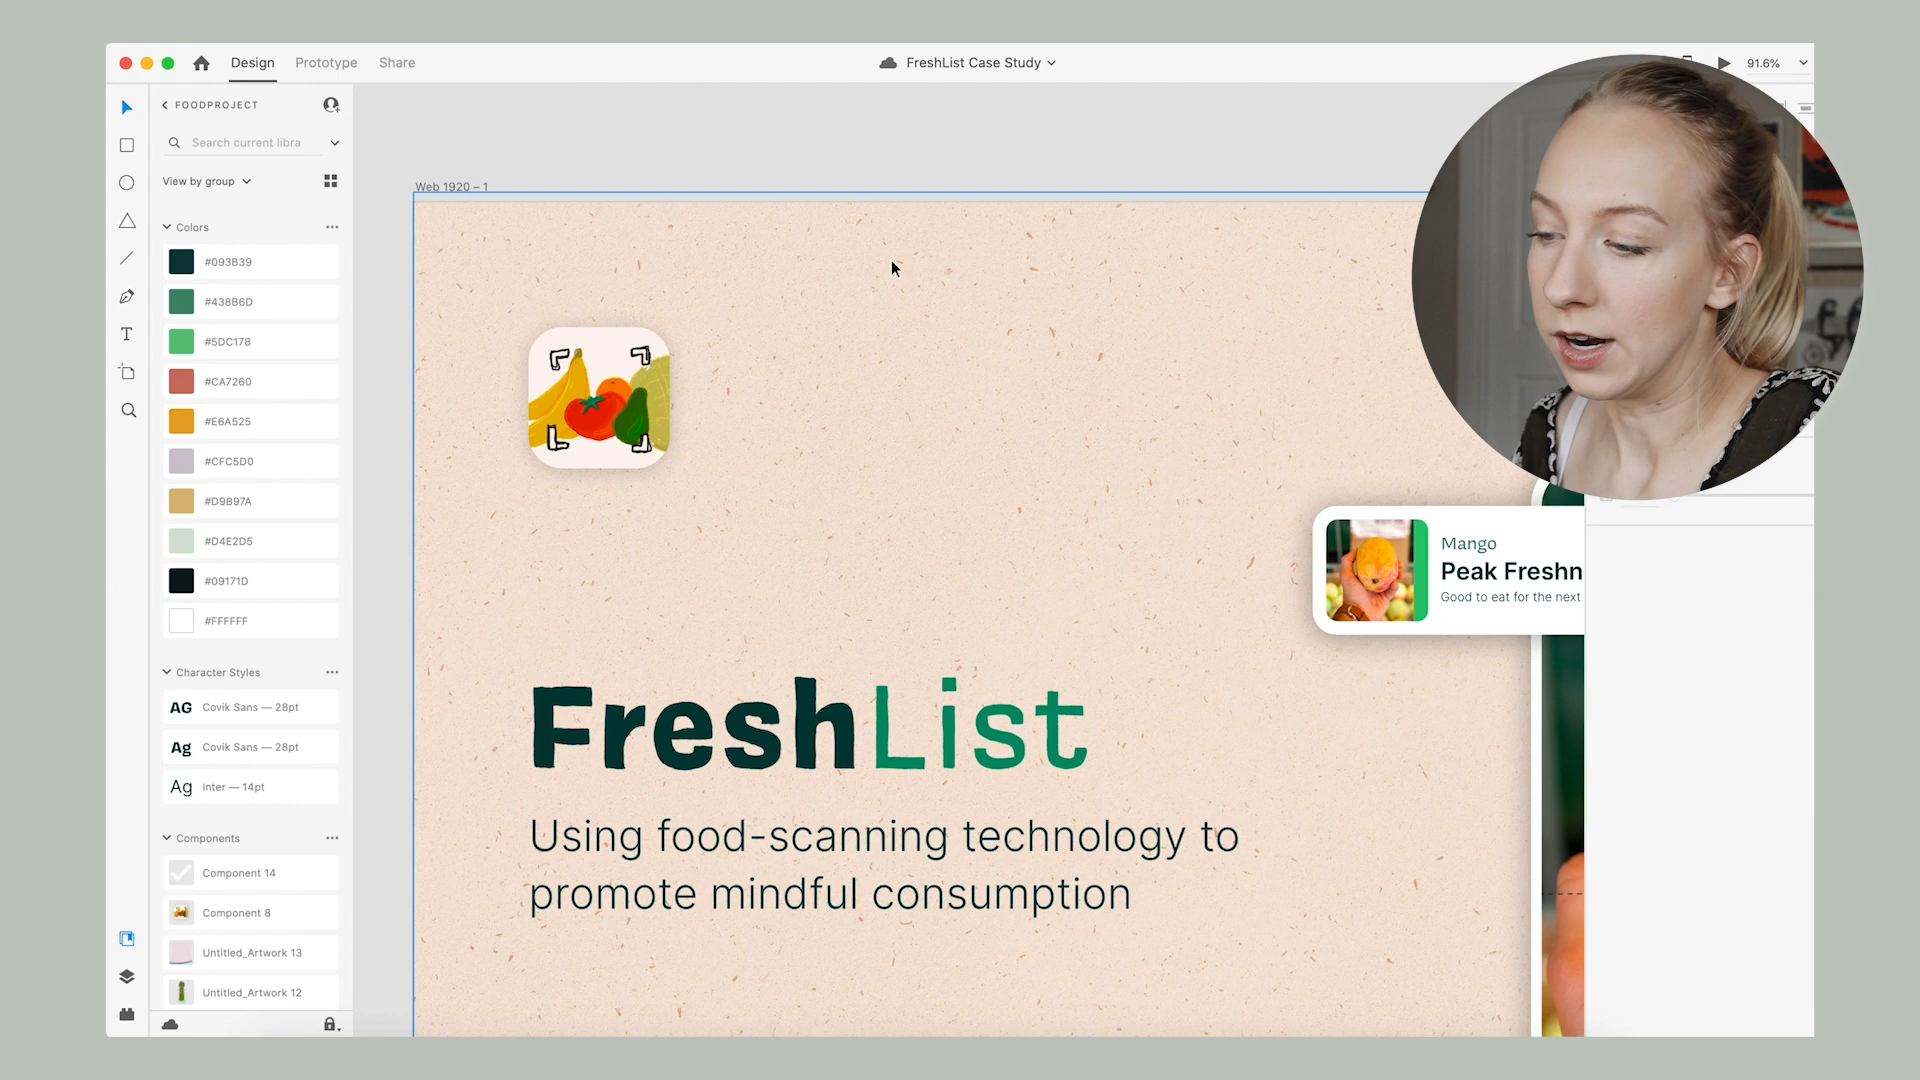 Design Prototype Share
FreshList Case Study
91.6%
FOODPROJECT
Search current libra
View by group
Colors
#093B39
#438B6D
#5DC178
#CA7260
#E6A525
#CFC5D0
#D9B97A
#D4E2D5
#09171D
#FFFFFF
Character Styles
AG Covik Sans — 28pt
Ag Covik Sans — 28pt
Ag Inter — 14pt
Components
Component 14
Component 8
Untitled_Artwork 13
Untitled_Artwork 12
Web 1920 – 1
Mango
Peak Freshn
Good to eat for the next
FreshList
Using food-scanning technology to
promote mindful consumption